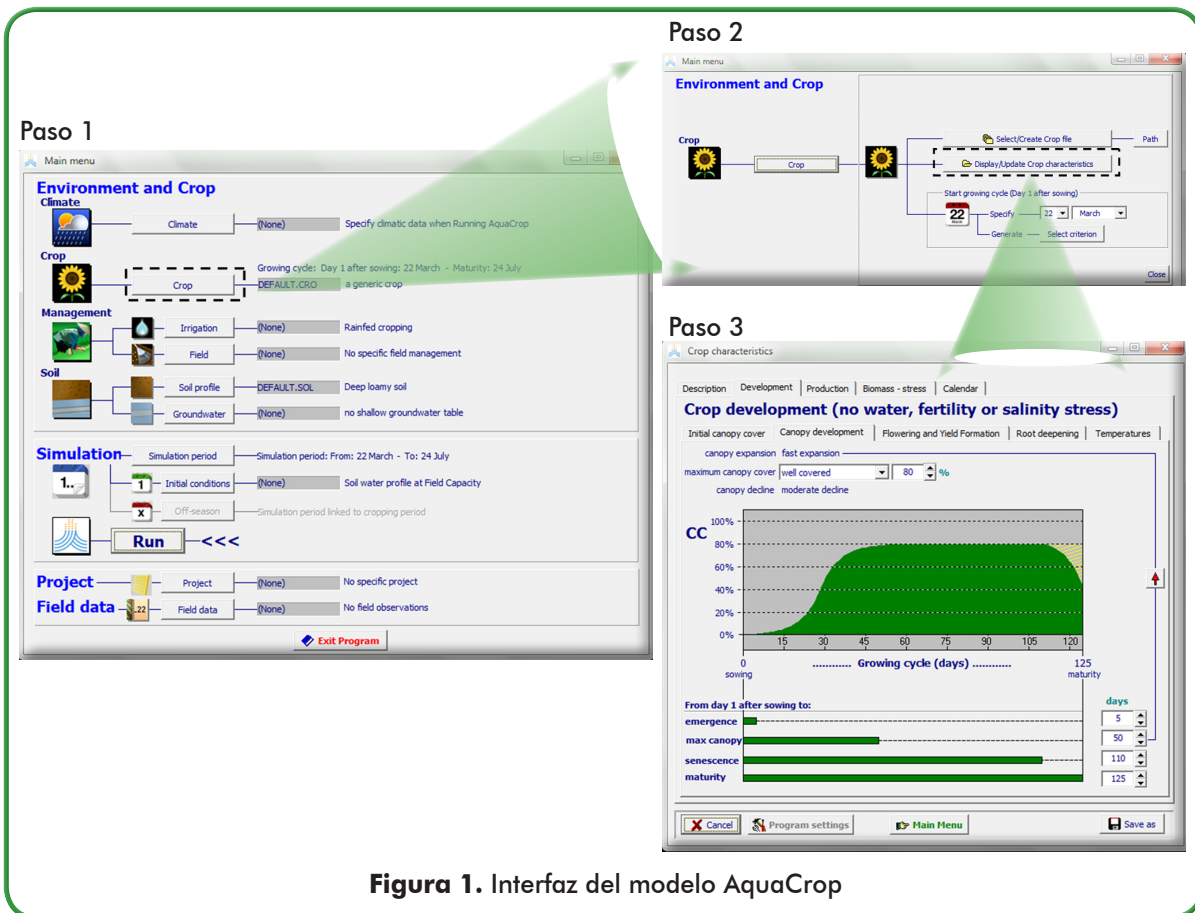 Paso 1
Main menu
Environment and Crop
Climate
Climate
(None)
Specify climatic data when Running AquaCrop
Crop
Growing cycle: Day 1 after sowing: 22 March - Maturity: 24 July
Crop
DEFAULT.CRO
a generic crop
Management
Irrigation
(None)
Rainfed cropping
Field
(None)
No specific field management
Soil
Soil profile
DEFAULT.SOL
Deep loamy soil
Groundwater
(None)
no shallow groundwater table
Simulation
Simulation period
Simulation period: From: 22 March - To: 24 July
1..
1
Initial conditions
(None)
Soil water profile at Field Capacity
X
Off-season
Simulation period linked to cropping period
Run
<<<
Project
Project
(None)
No specific project
Field data
.22
Field data
(None)
No field observations
Exit Program
Paso 2
Main menu
Environment and Crop
Crop
Crop
Select/Create Crop file
Path
Display/Update Crop characteristics
Start growing cycle (Day 1 after sowing)
22
March
Specify
22
March
Generate
Select criterion
Close
Paso 3
Crop characteristics
Description
Development
Production
Biomass - stress
Calendar
Crop development (no water, fertility or salinity stress)
Initial canopy cover
Canopy development
Flowering and Yield Formation
Root deepening
Temperatures
canopy expansion fast expansion
maximum canopy cover well covered 80 %
canopy decline moderate decline
CC
100%
80%
60%
40%
20%
0%
15 30 45 60 75 90 105 120
0 ............ Growing cycle (days) ............ 125
sowing maturity
From day 1 after sowing to:
days
emergence 5
max canopy 50
senescence 110
maturity 125
Cancel
Program settings
Main Menu
Save as
Figura 1. Interfaz del modelo AquaCrop